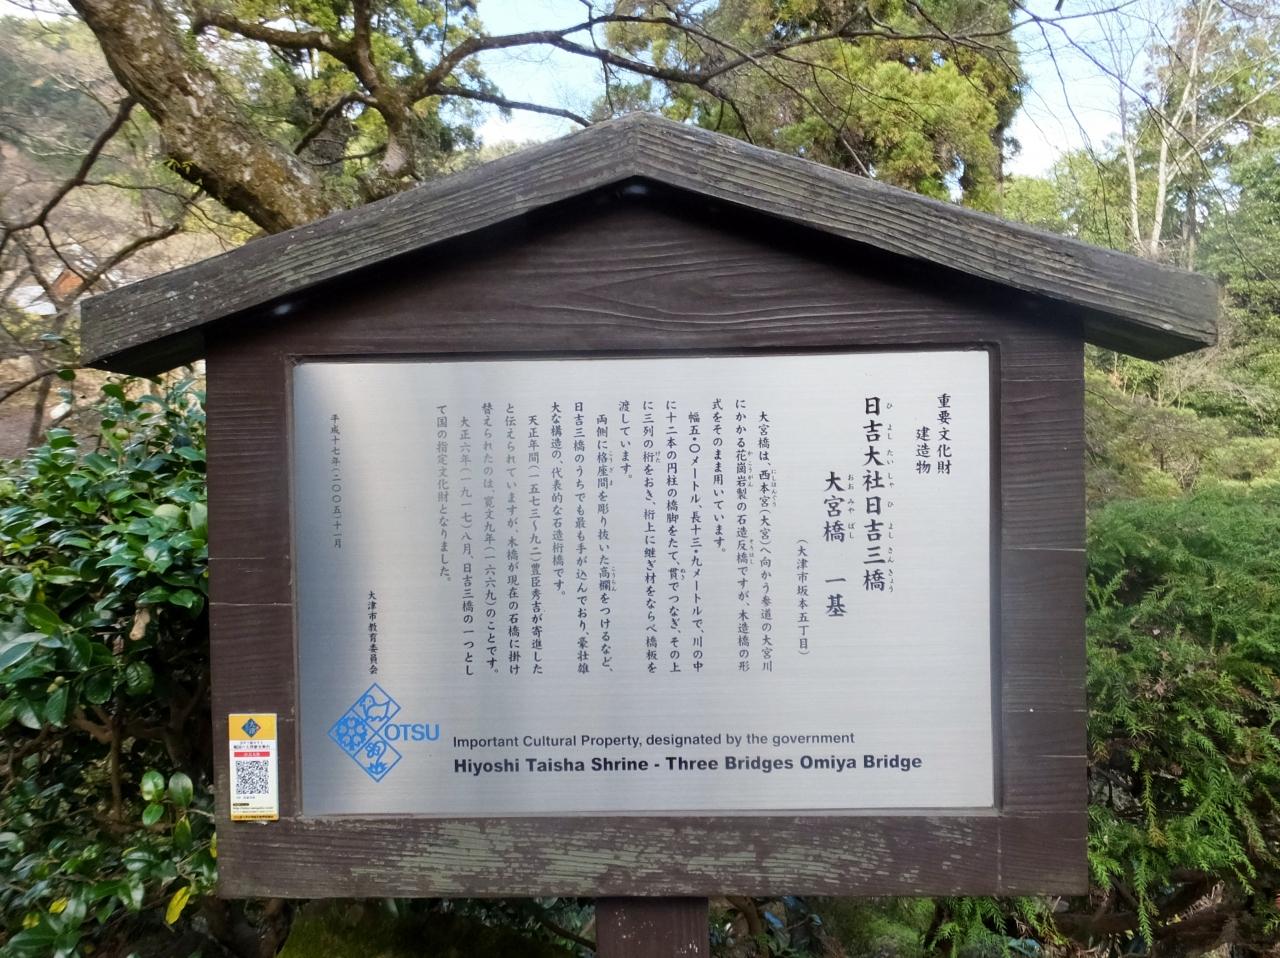 重要文化財
建造物
日吉大社日吉三橋
大宮橋 一基
(大津市坂本五丁目)
大宮橋は、西本宮(大宮)へ向かう参道の大宮川
にかかる花崗岩製の石造反橋ですが、木造橋の形
式をそのまま用いています。
幅五・〇メートル、長十三・九メートルで、川の中
に十二本の円柱の橋脚をたて、貫でつなぎ、その上
に三列の桁をおき、桁上に継ぎ材をならべ橋板を
渡しています。
両側に格座間を彫り抜いた高欄をつけるなど、
日吉三橋のうちでも最も手が込んでおり、豪壮雄
大な構造の、代表的な石造桁橋です。
天正年間(一五七三〜九二)豊臣秀吉が寄進した
と伝えられていますが、木橋が現在の石橋に掛け
替えられたのは、寛文九年(一六六九)のことです。
大正六年(一九一七)八月、日吉三橋の一つとし
て国の指定文化財となりました。
平成十七年(二〇〇五)十一月
大津市教育委員会
OTSU
Important Cultural Property, designated by the government
Hiyoshi Taisha Shrine - Three Bridges Omiya Bridge